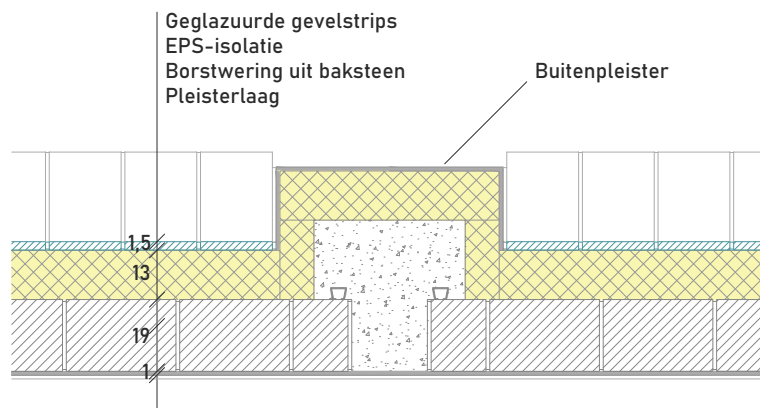 Geglazuurde gevelstrips
EPS-isolatie
Borstwering uit baksteen
Pleisterlaag
Buitenpleister
1,5
13
19
1